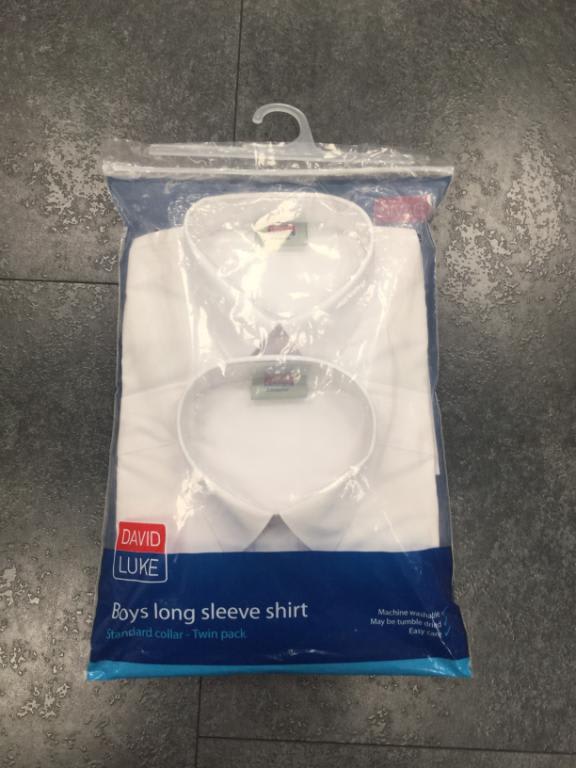 DAVID
LUKE
Boys long sleeve shirt
Standard collar - Twin pack
Machine washable
May be tumble dried
Easy care